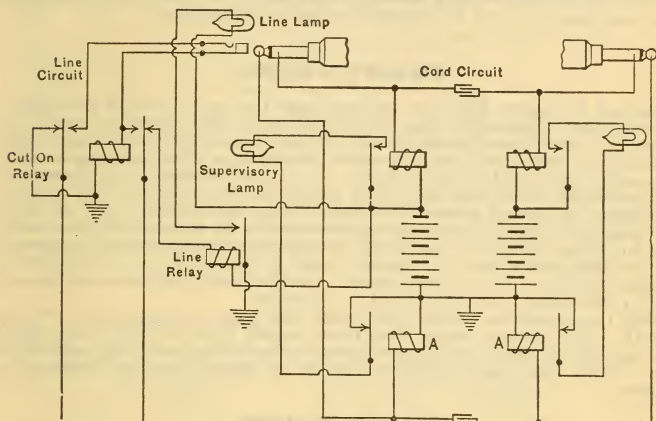 Line Lamp
Line
Circuit
Cord Circuit
Cut On
Relay
Supervisory
Lamp
Line
Relay
A
A